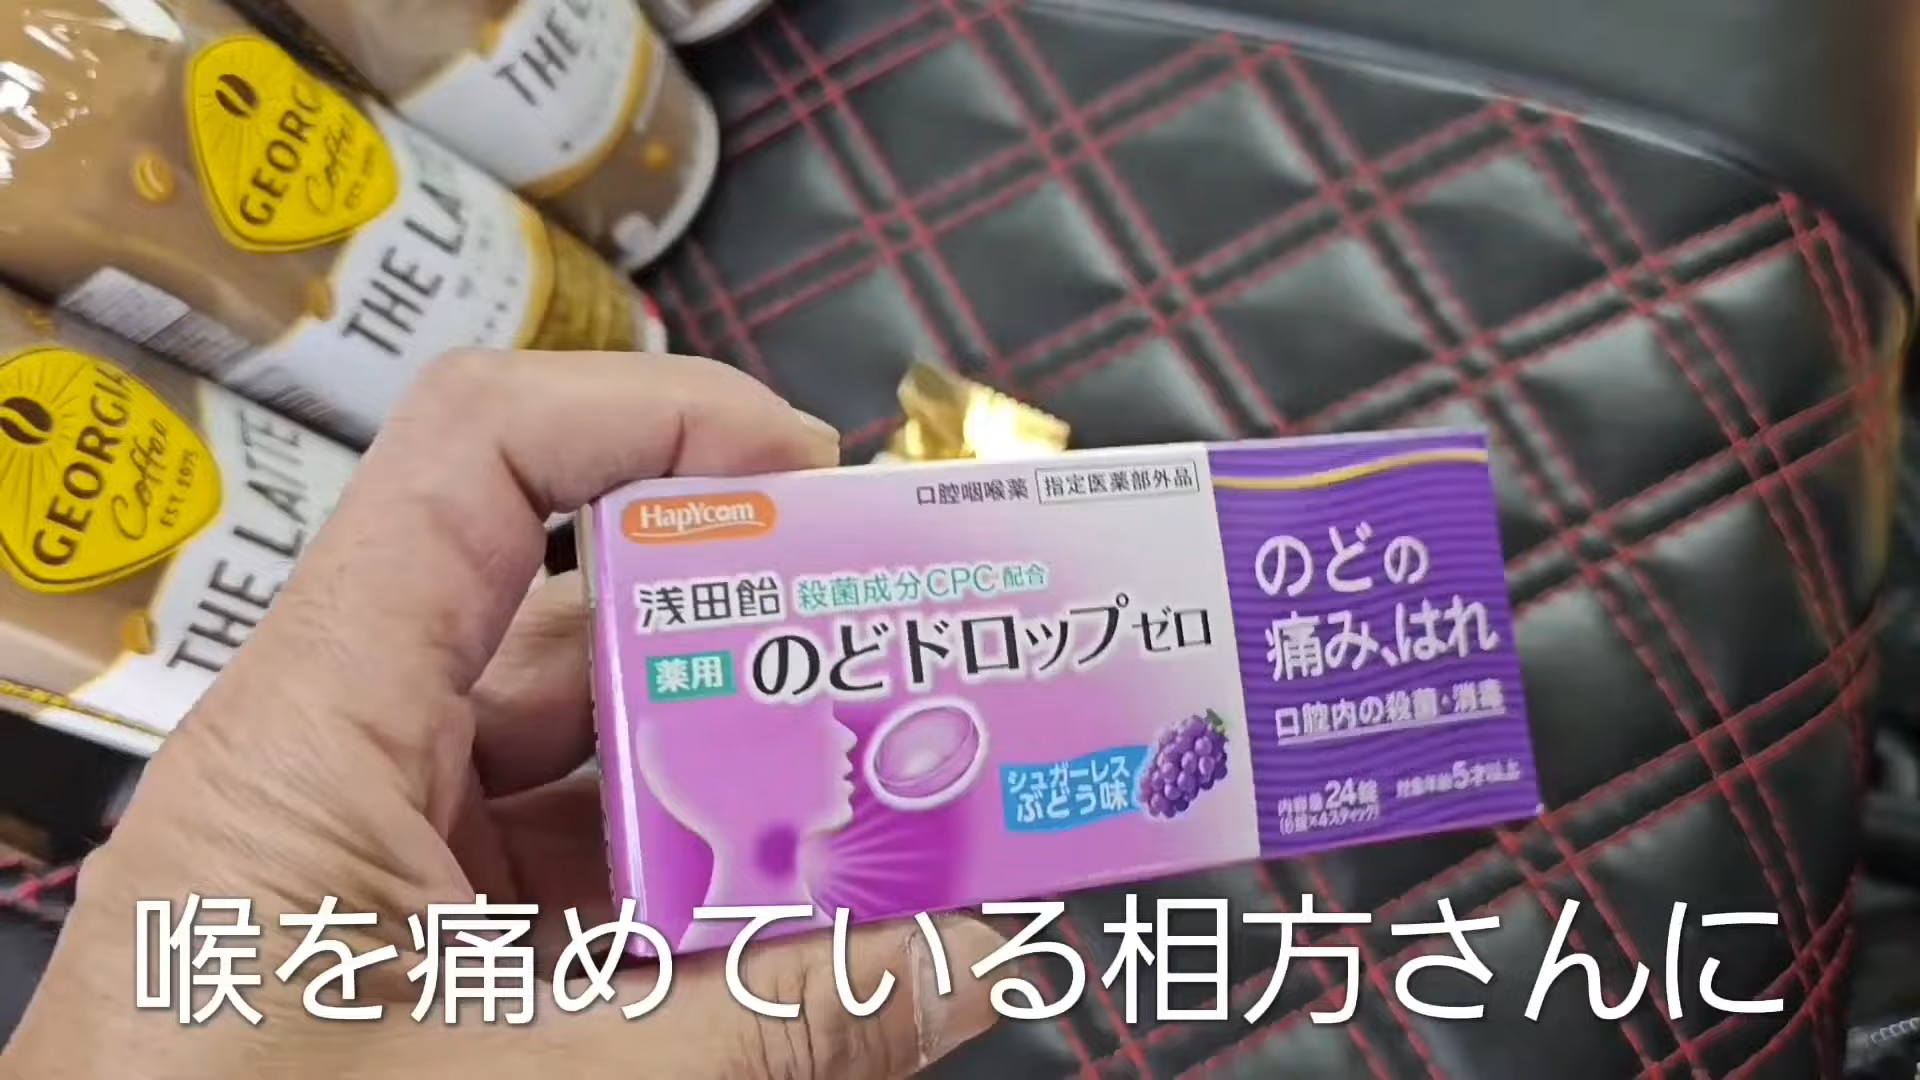 GEORG
Coffee
EST. 1975
THE LA
THE L
GEORGIA
Coffee
EST. 1975
THE LATTE
HapYcom
口腔咽喉薬
指定医薬部外品
浅田飴 殺菌成分CPC配合
薬用 のどドロップゼロ
シュガーレス
ぶどう味
のどの
痛み、はれ
口腔内の殺菌・消毒
内容量24錠
(6錠×4スティック)
対象年齢5才以上
喉を痛めている相方さんに